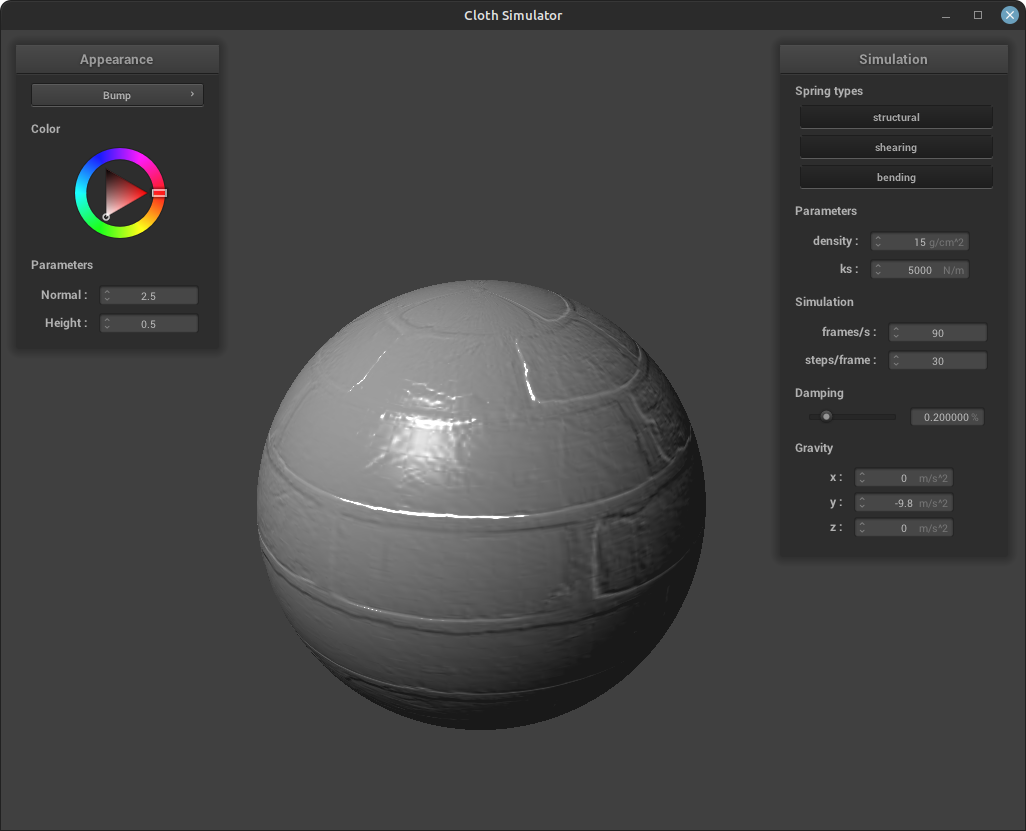 Cloth Simulator
Appearance
Bump
Color
Parameters
Normal : 2.5
Height : 0.5
Simulation
Spring types
structural
shearing
bending
Parameters
density : 15 g/cm^2
ks : 5000 N/m
Simulation
frames/s : 90
steps/frame : 30
Damping
0.200000 %
Gravity
x : 0 m/s^2
y : -9.8 m/s^2
z : 0 m/s^2